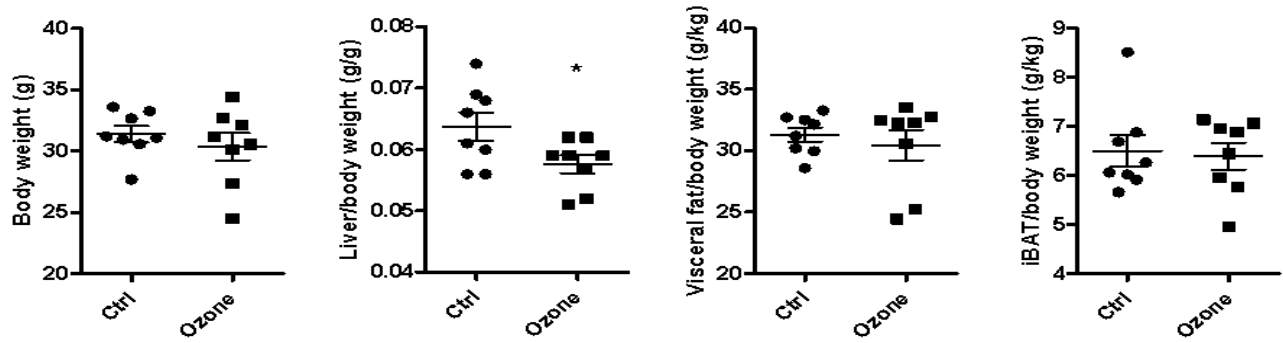 Body weight (g)
40
35
30
25
20
Ctrl
Ozone
Liver/body weight (g/g)
0.08
0.07
0.06
0.05
0.04
*
Ctrl
Ozone
Visceral fat/body weight (g/kg)
40
35
30
25
20
Ctrl
Ozone
iBAT/body weight (g/kg)
9
8
7
6
5
4
Ctrl
Ozone